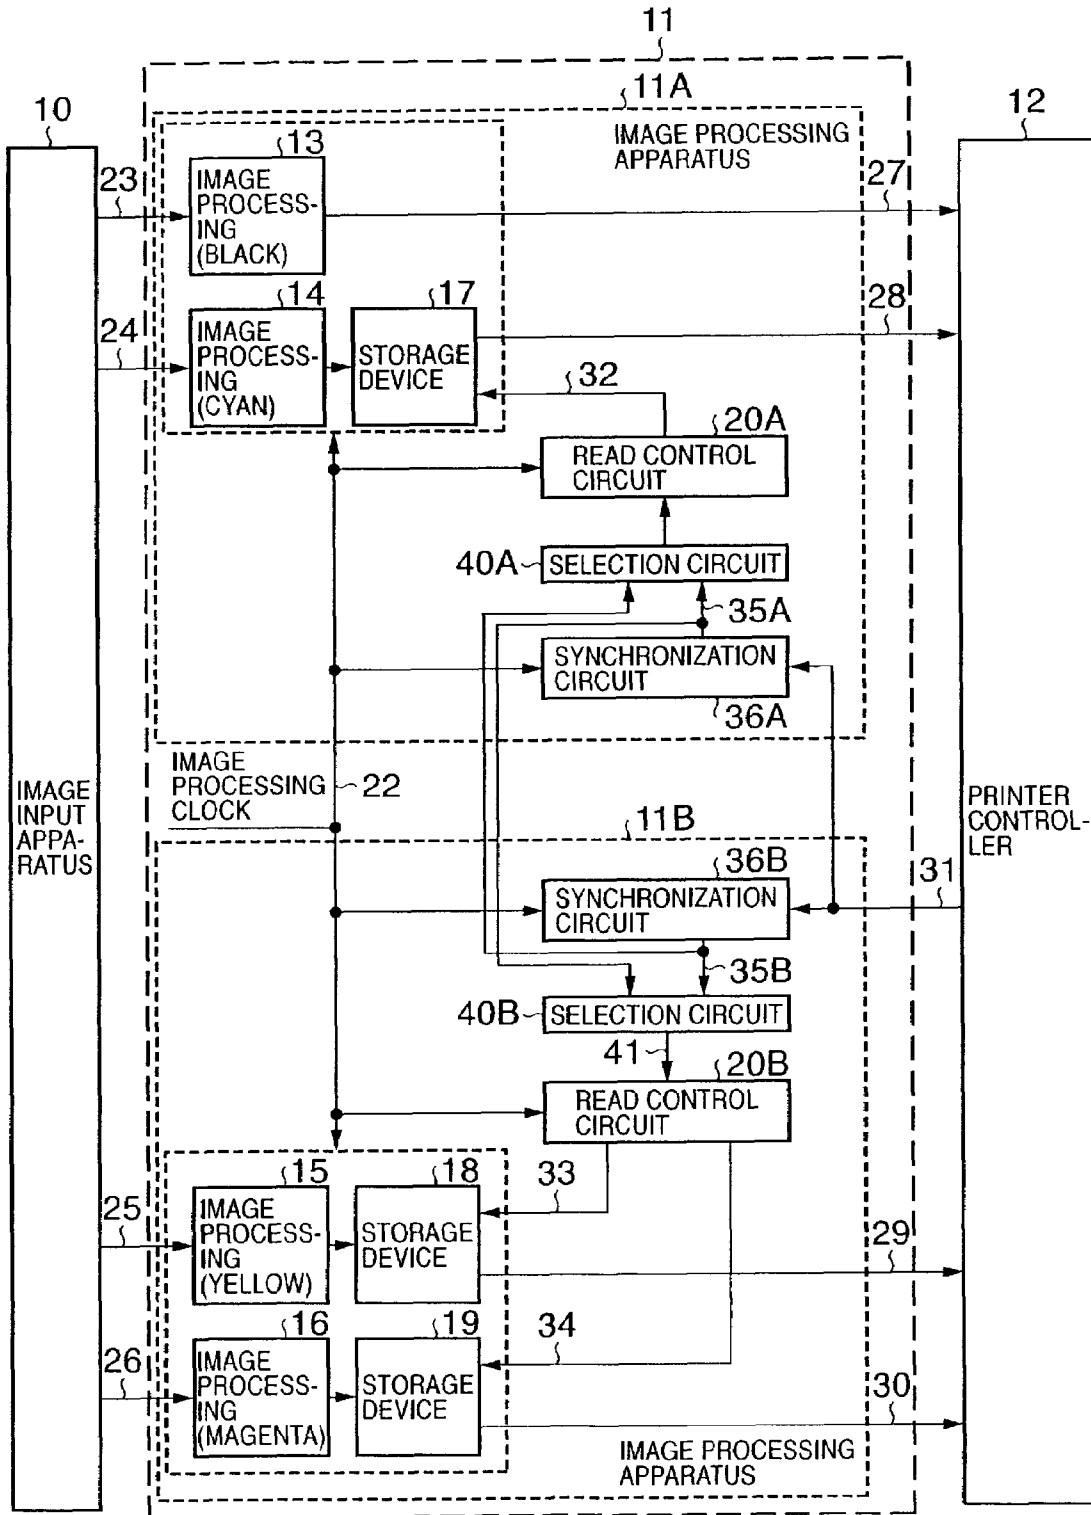 11
11A
10
12
IMAGE PROCESSING
APPARATUS
13
23
IMAGE
PROCESS-
ING
(BLACK)
27
14
17
28
24
IMAGE
PROCESS-
ING
(CYAN)
STORAGE
DEVICE
32
20A
READ CONTROL
CIRCUIT
40A
SELECTION CIRCUIT
35A
SYNCHRONIZATION
CIRCUIT
36A
IMAGE
PROCESSING
CLOCK
22
IMAGE
INPUT
APPA-
RATUS
PRINTER
CONTROL-
LER
11B
36B
31
SYNCHRONIZATION
CIRCUIT
35B
40B
SELECTION CIRCUIT
41
20B
READ CONTROL
CIRCUIT
15
18
33
25
IMAGE
PROCESS-
ING
(YELLOW)
STORAGE
DEVICE
29
16
19
34
26
IMAGE
PROCESS-
ING
(MAGENTA)
STORAGE
DEVICE
30
IMAGE PROCESSING
APPARATUS